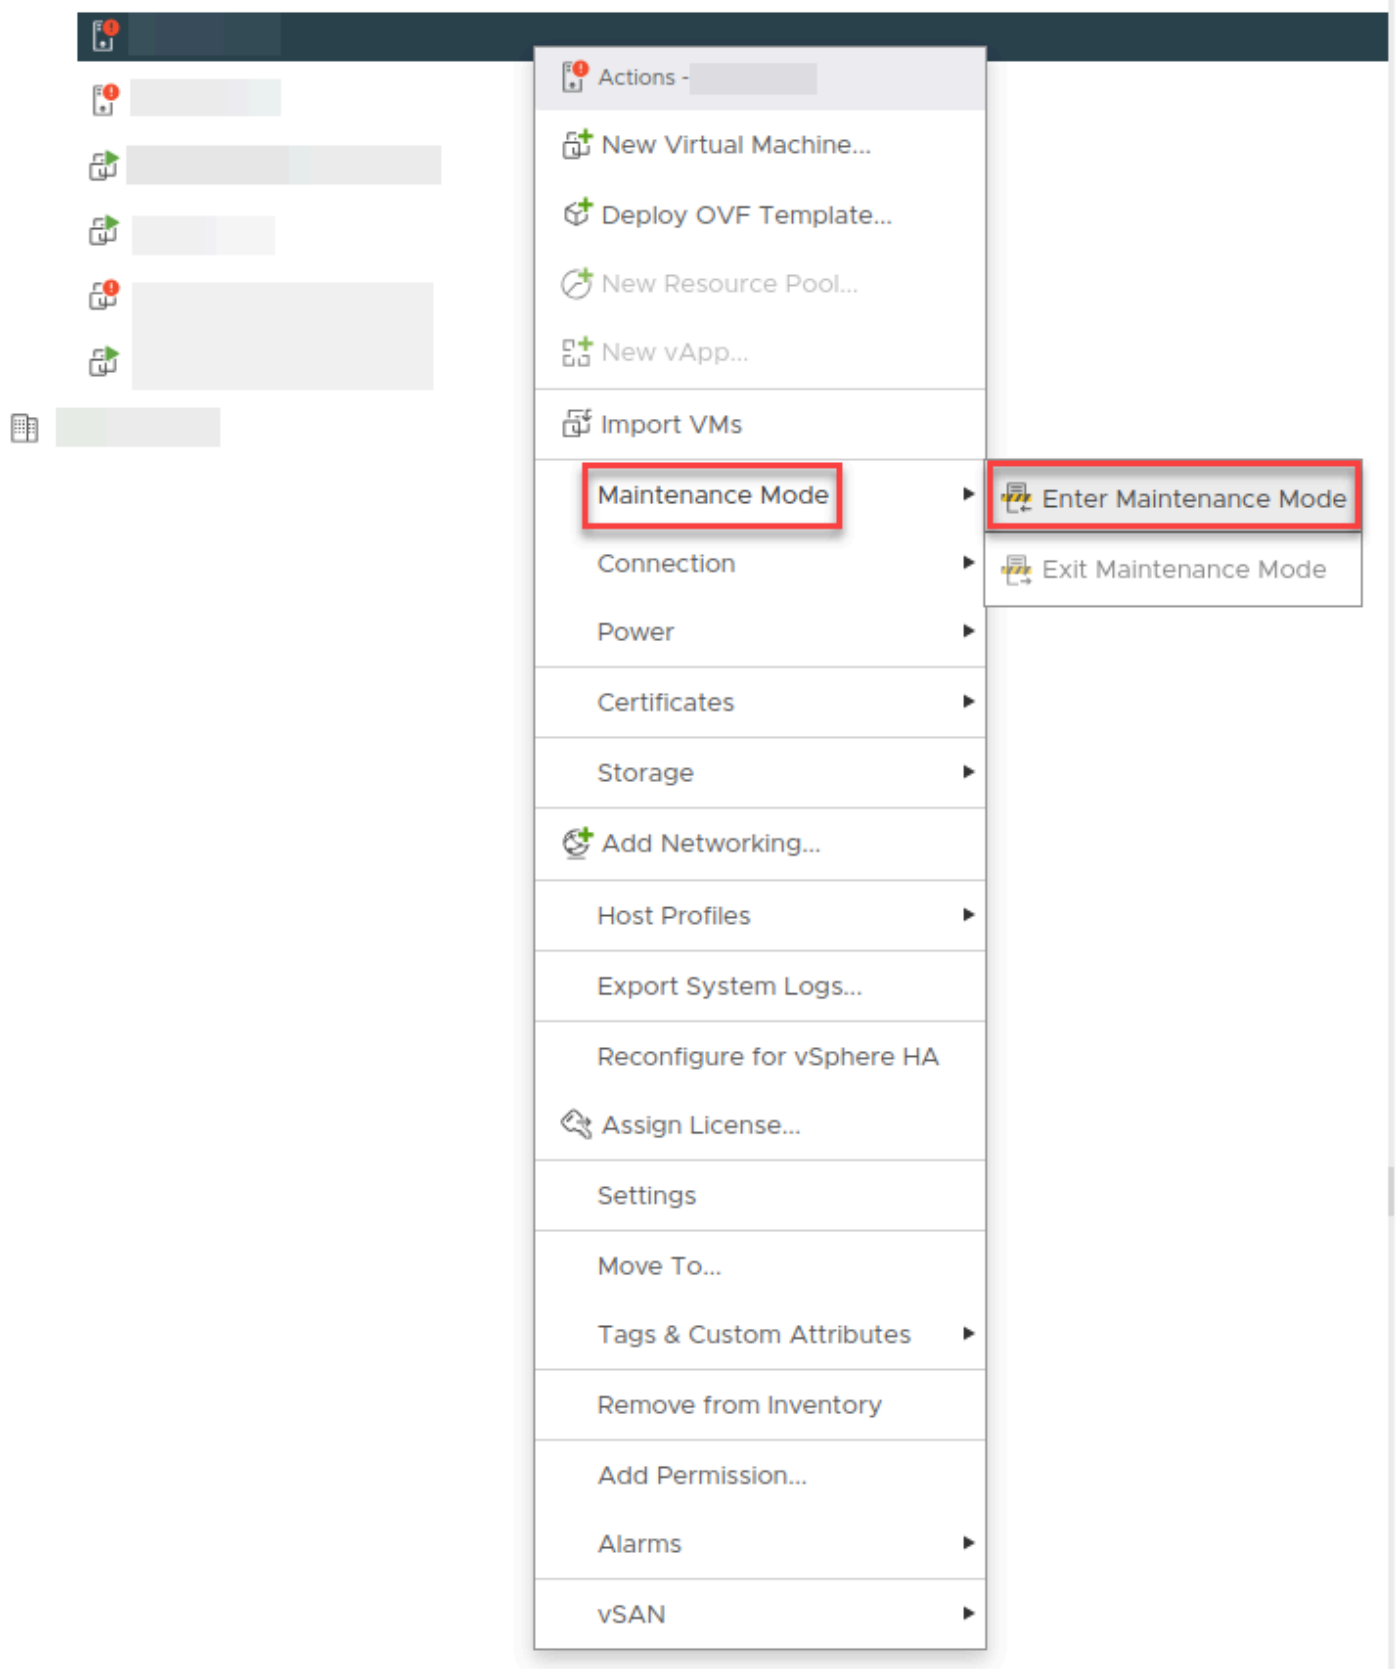 Actions -
New Virtual Machine...
Deploy OVF Template...
New Resource Pool...
New vApp...
Import VMs
Maintenance Mode
Enter Maintenance Mode
Exit Maintenance Mode
Connection
Power
Certificates
Storage
Add Networking...
Host Profiles
Export System Logs...
Reconfigure for vSphere HA
Assign License...
Settings
Move To...
Tags & Custom Attributes
Remove from Inventory
Add Permission...
Alarms
vSAN